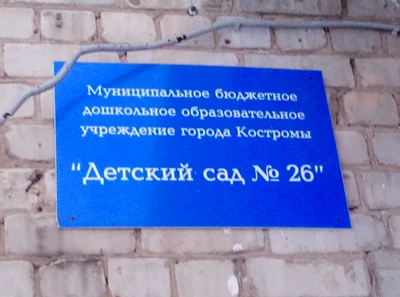 Муниципальное бюджетное
дошкольное образовательное
учреждение города Костромы
"Детский сад № 26"